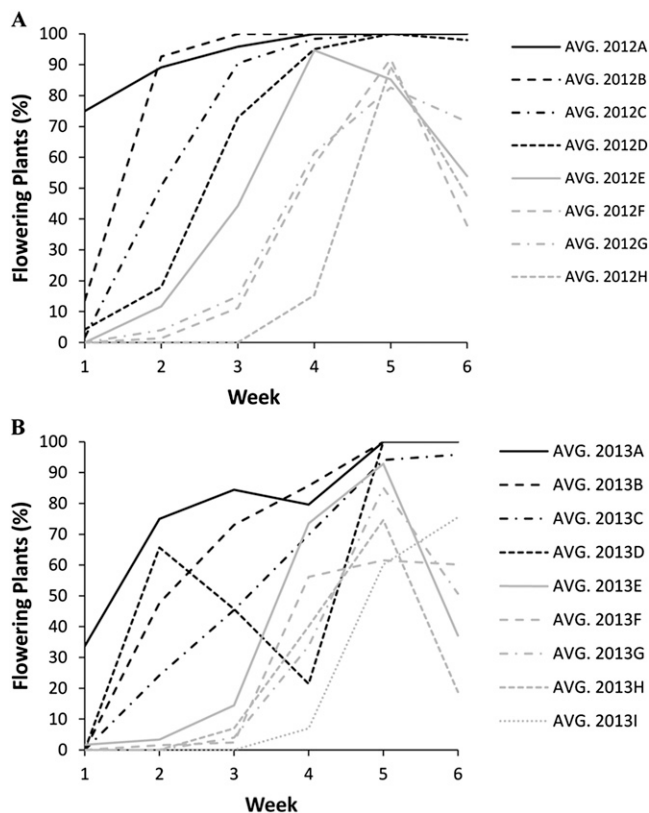 A
100
90
80
70
60
50
40
30
20
10
0
Flowering Plants (%)
1 2 3 4 5 6
Week
AVG. 2012A
AVG. 2012B
AVG. 2012C
AVG. 2012D
AVG. 2012E
AVG. 2012F
AVG. 2012G
AVG. 2012H
B
100
90
80
70
60
50
40
30
20
10
0
Flowering Plants (%)
1 2 3 4 5 6
Week
AVG. 2013A
AVG. 2013B
AVG. 2013C
AVG. 2013D
AVG. 2013E
AVG. 2013F
AVG. 2013G
AVG. 2013H
AVG. 2013I